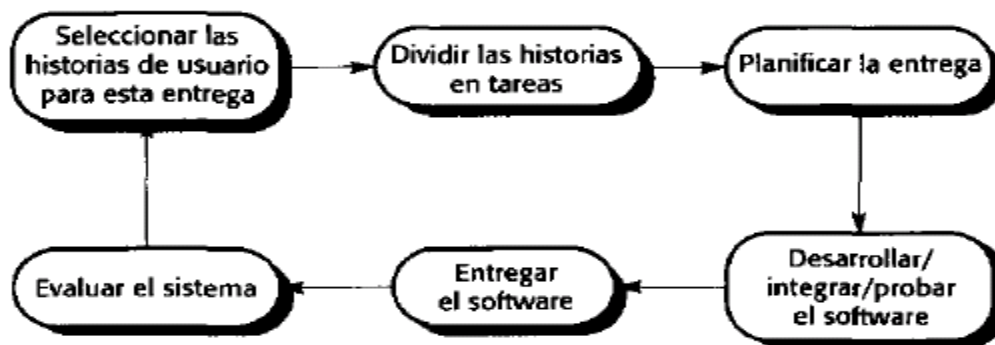 Seleccionar las
historias de usuario
para esta entrega
Dividir las historias
en tareas
Planificar la entrega
Desarrollar/
integrar/probar
el software
Entregar
el software
Evaluar el sistema